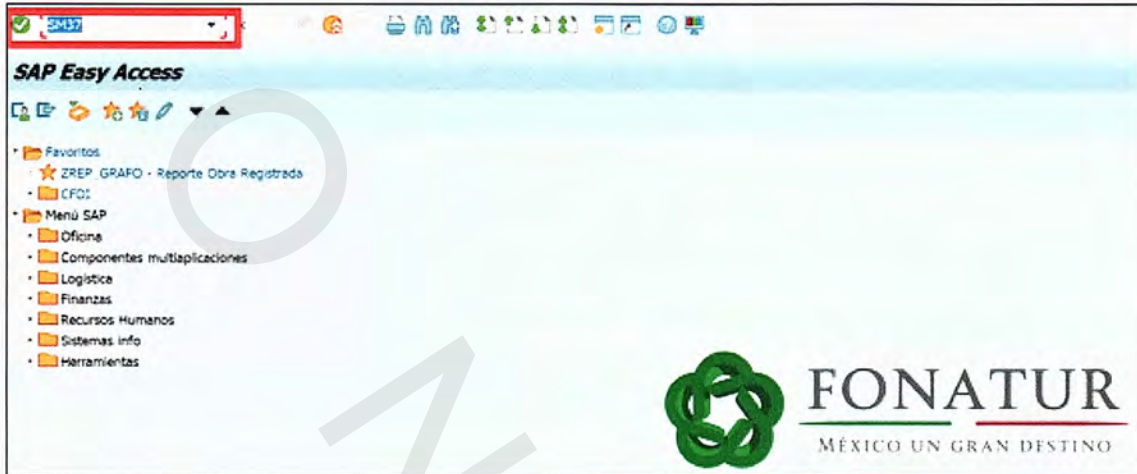 SM37
SAP Easy Access
Favoritos
ZREP_GRAFO - Reporte Obra Registrada
CFDI
Menú SAP
Oficina
Componentes multiaplicaciones
Logística
Finanzas
Recursos Humanos
Sistemas info
Herramientas
FONATUR
MÉXICO UN GRAN DESTINO